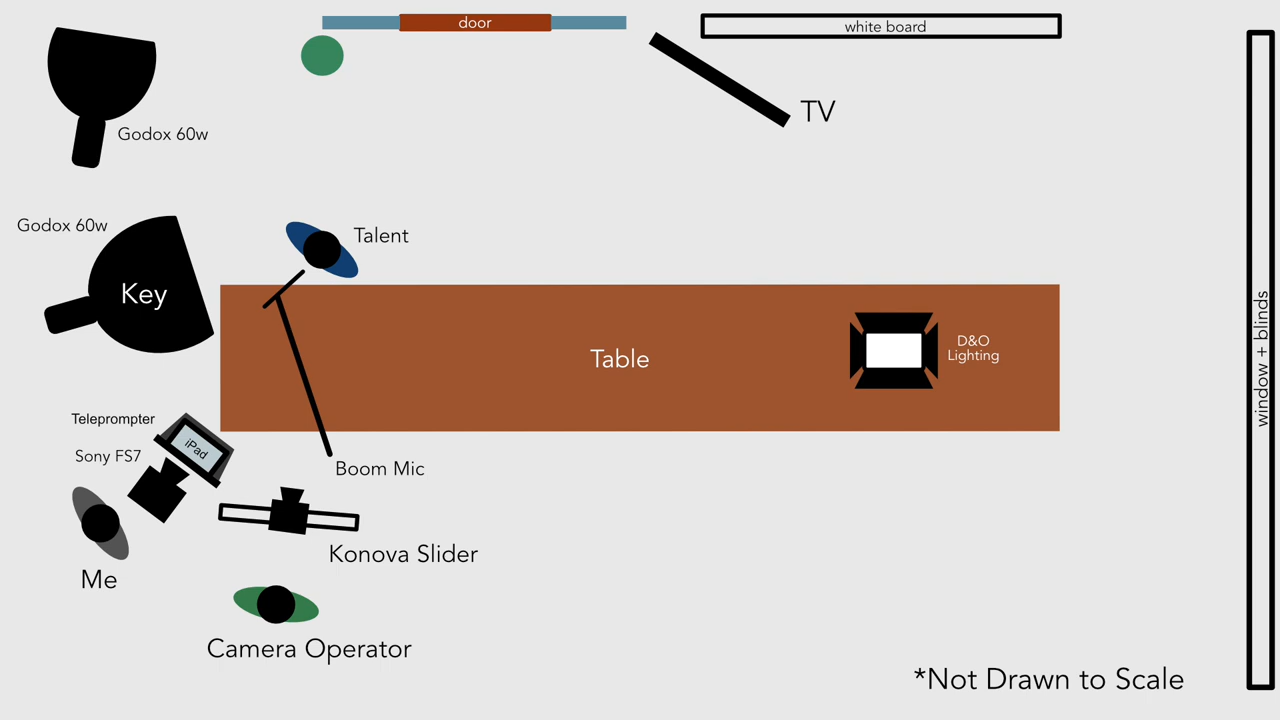 door
white board
TV
Godox 60w
Godox 60w
Talent
Key
Table
D&O
Lighting
window + blinds
Teleprompter
iPad
Sony FS7
Boom Mic
Konova Slider
Me
Camera Operator
*Not Drawn to Scale